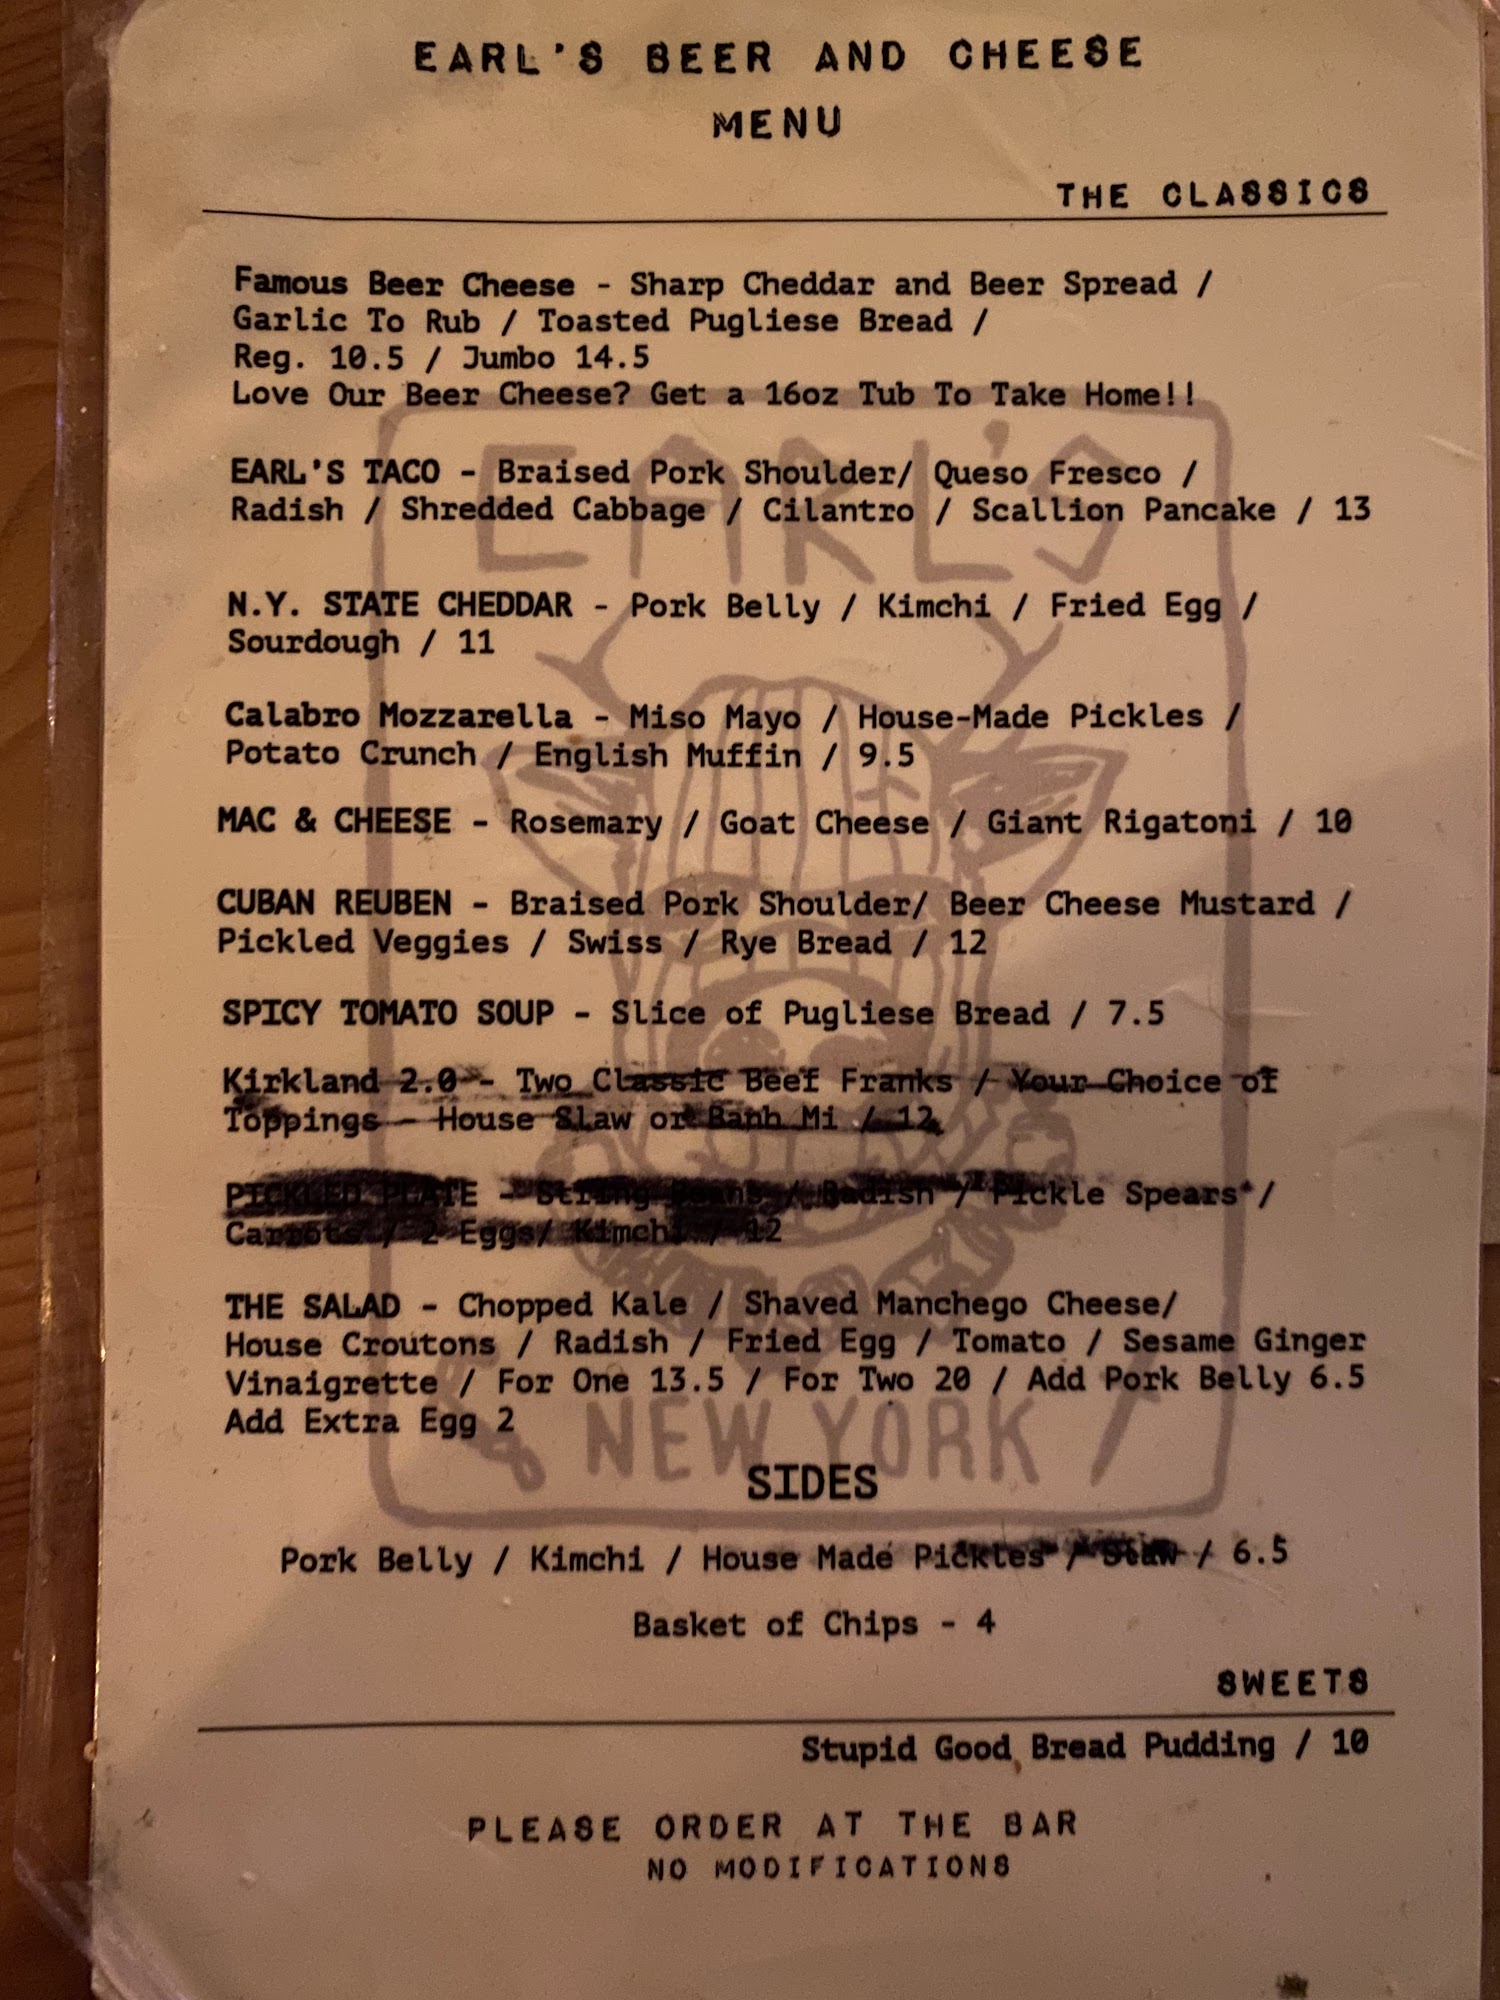 EARL'S BEER AND CHEESE
MENU
THE CLASSICS
Famous Beer Cheese - Sharp Cheddar and Beer Spread /
Garlic To Rub / Toasted Pugliese Bread /
Reg. 10.5 / Jumbo 14.5
Love Our Beer Cheese? Get a 16oz Tub To Take Home!!
EARL'S TACO - Braised Pork Shoulder/ Queso Fresco /
Radish / Shredded Cabbage / Cilantro / Scallion Pancake / 13
N.Y. STATE CHEDDAR - Pork Belly / Kimchi / Fried Egg /
Sourdough / 11
Calabro Mozzarella - Miso Mayo / House-Made Pickles /
Potato Crunch / English Muffin / 9.5
MAC & CHEESE - Rosemary / Goat Cheese / Giant Rigatoni / 10
CUBAN REUBEN - Braised Pork Shoulder/ Beer Cheese Mustard /
Pickled Veggies / Swiss / Rye Bread / 12
SPICY TOMATO SOUP - Slice of Pugliese Bread / 7.5
Kirkland 2.0 - Two Classic Beef Franks / Your Choice of
Toppings - House Slaw or Banh Mi / 12
PICKLED PLATE - String Beans / Radish / Pickle Spears /
Carrots / 2 Eggs/ Kimchi / 12
THE SALAD - Chopped Kale / Shaved Manchego Cheese/
House Croutons / Radish / Fried Egg / Tomato / Sesame Ginger
Vinaigrette / For One 13.5 / For Two 20 / Add Pork Belly 6.5
Add Extra Egg 2
SIDES
Pork Belly / Kimchi / House Made Pickles / Slaw / 6.5
Basket of Chips - 4
SWEETS
Stupid Good Bread Pudding / 10
PLEASE ORDER AT THE BAR
NO MODIFICATIONS
EARL'S
NEW YORK